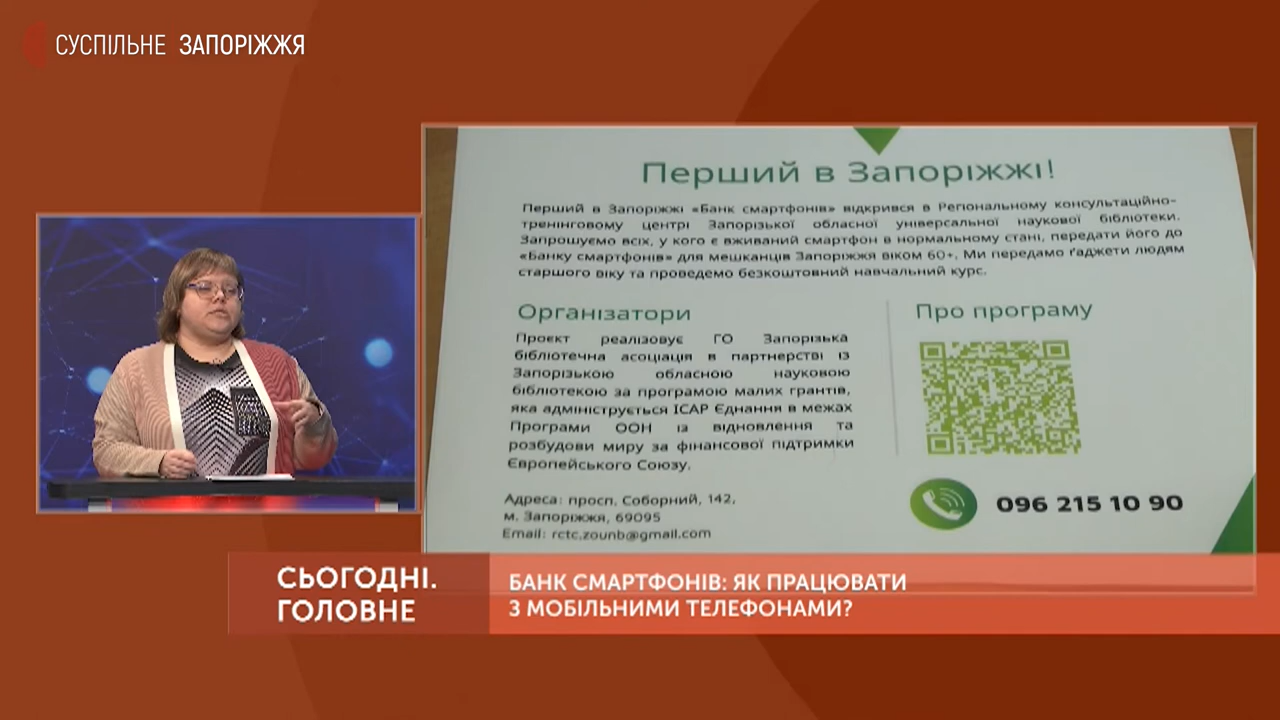 СУСПІЛЬНЕ ЗАПОРІЖЖЯ
Перший в Запоріжжі!
Перший в Запоріжжі «Банк смартфонів» відкрився в Регіональному консультаційно-
тренінговому центрі Запорізької обласної універсальної наукової бібліотеки.
Запрошуємо всіх, у кого є вживаний смартфон в нормальному стані, передати його до
«Банку смартфонів» для мешканців Запоріжжя віком 60+. Ми передамо ґаджети людям
старшого віку та проведемо безкоштовний навчальний курс.
Організатори
Проєкт реалізовує ГО Запорізька
бібліотечна асоціація в партнерстві із
Запорізькою обласною науковою
бібліотекою за програмою малих грантів,
яка адмініструється ІСАР Єднання в межах
Програми ООН із відновлення та
розбудови миру за фінансової підтримки
Європейського Союзу.
Адреса: просп. Соборний, 142,
м. Запоріжжя, 69095
Email: rctc.zounb@gmail.com
Про програму
096 215 10 90
СЬОГОДНІ.
ГОЛОВНЕ
БАНК СМАРТФОНІВ: ЯК ПРАЦЮВАТИ
З МОБІЛЬНИМИ ТЕЛЕФОНАМИ?